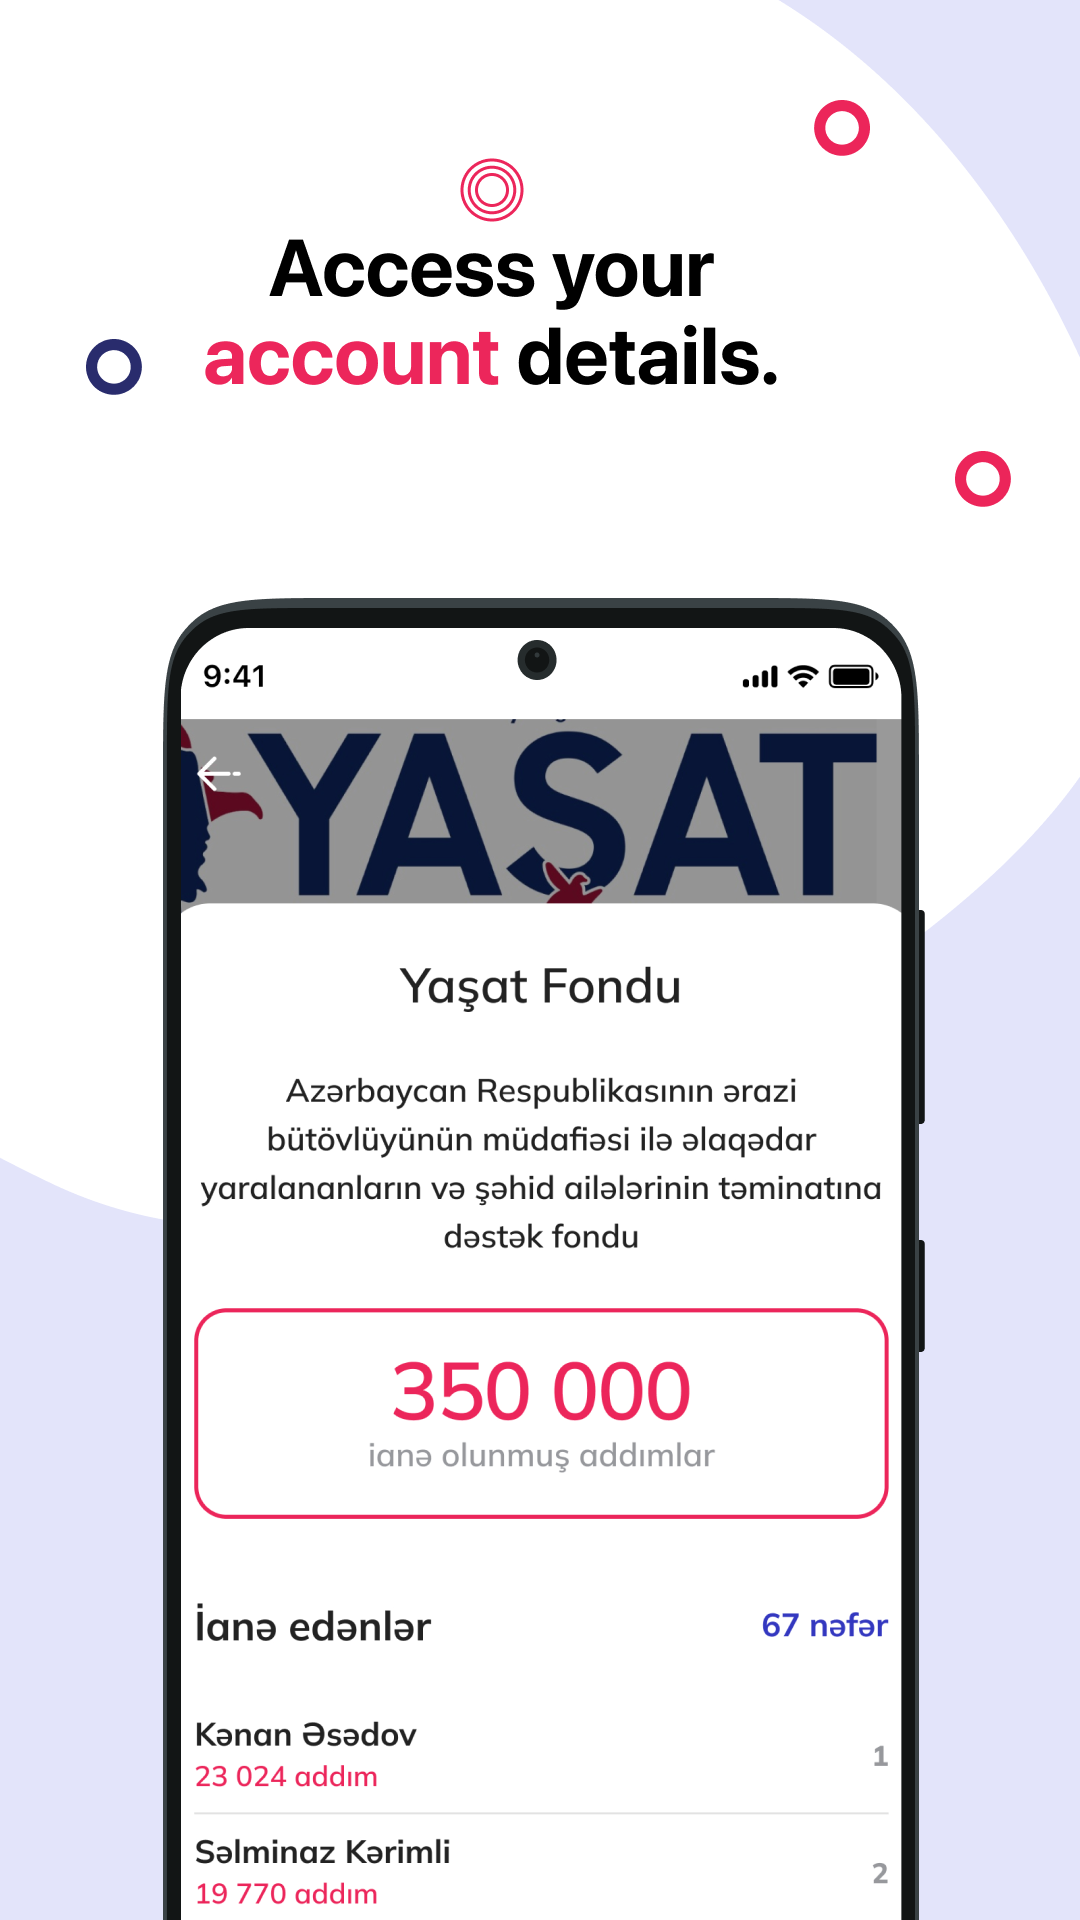 Access your
account details.
9:41
YAŞAT
Yaşat Fondu
Azərbaycan Respublikasının ərazi
bütövlüyünün müdafiəsi ilə əlaqədar
yaralananların və şəhid ailələrinin təminatına
dəstək fondu
350 000
ianə olunmuş addımlar
İanə edənlər
67 nəfər
Kənan Əsədov
23 024 addım
1
Səlminaz Kərimli
19 770 addım
2